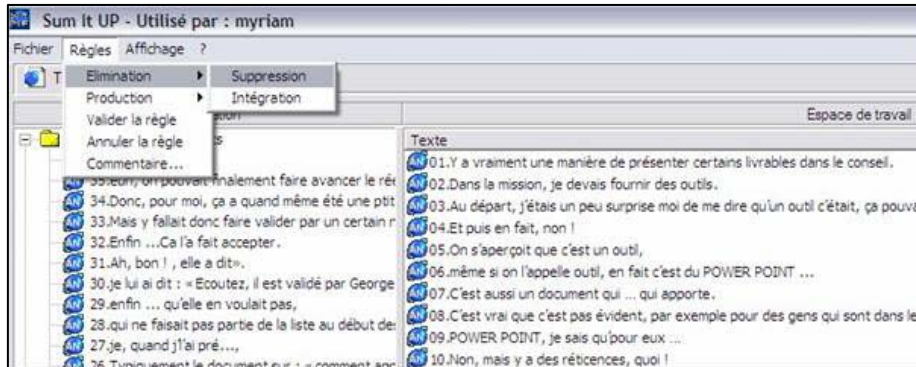 Sum It UP - Utilisé par : myriam
Fichier Règles Affichage ?
T
Elimination
Production
Valider la règle
Annuler la règle
Commentaire...
Suppression
Intégration
34.Donc, pour moi, ça a quand même été une ptit
33.Mais y fallait donc faire valider par un certain
32.Enfin ...Ca l'a fait accepter.
31.Ah, bon ! , elle a dit».
30.je lui ai dit : « Ecoutez, il est validé par George
29.enfin ... qu'elle en voulait pas,
28.qui ne faisait pas partie de la liste au début de
27.je, quand j'l'ai pré...,
26.Typiquement le document sur : « comment
Espace de travail
Texte
01.Y a vraiment une manière de présenter certains livrables dans le conseil.
02.Dans la mission, je devais fournir des outils.
03.Au départ, j'étais un peu surprise moi de me dire qu'un outil c'était, ça pouva
04.Et puis en fait, non !
05.On s'aperçoit que c'est un outil,
06.même si on l'appelle outil, en fait c'est du POWER POINT ...
07.C'est aussi un document qui ... qui apporte.
08.C'est vrai que c'est pas évident, par exemple pour des gens qui sont dans le
09.POWER POINT, je sais qu'pour eux ...
10.Non, mais y a des réticences, quoi !